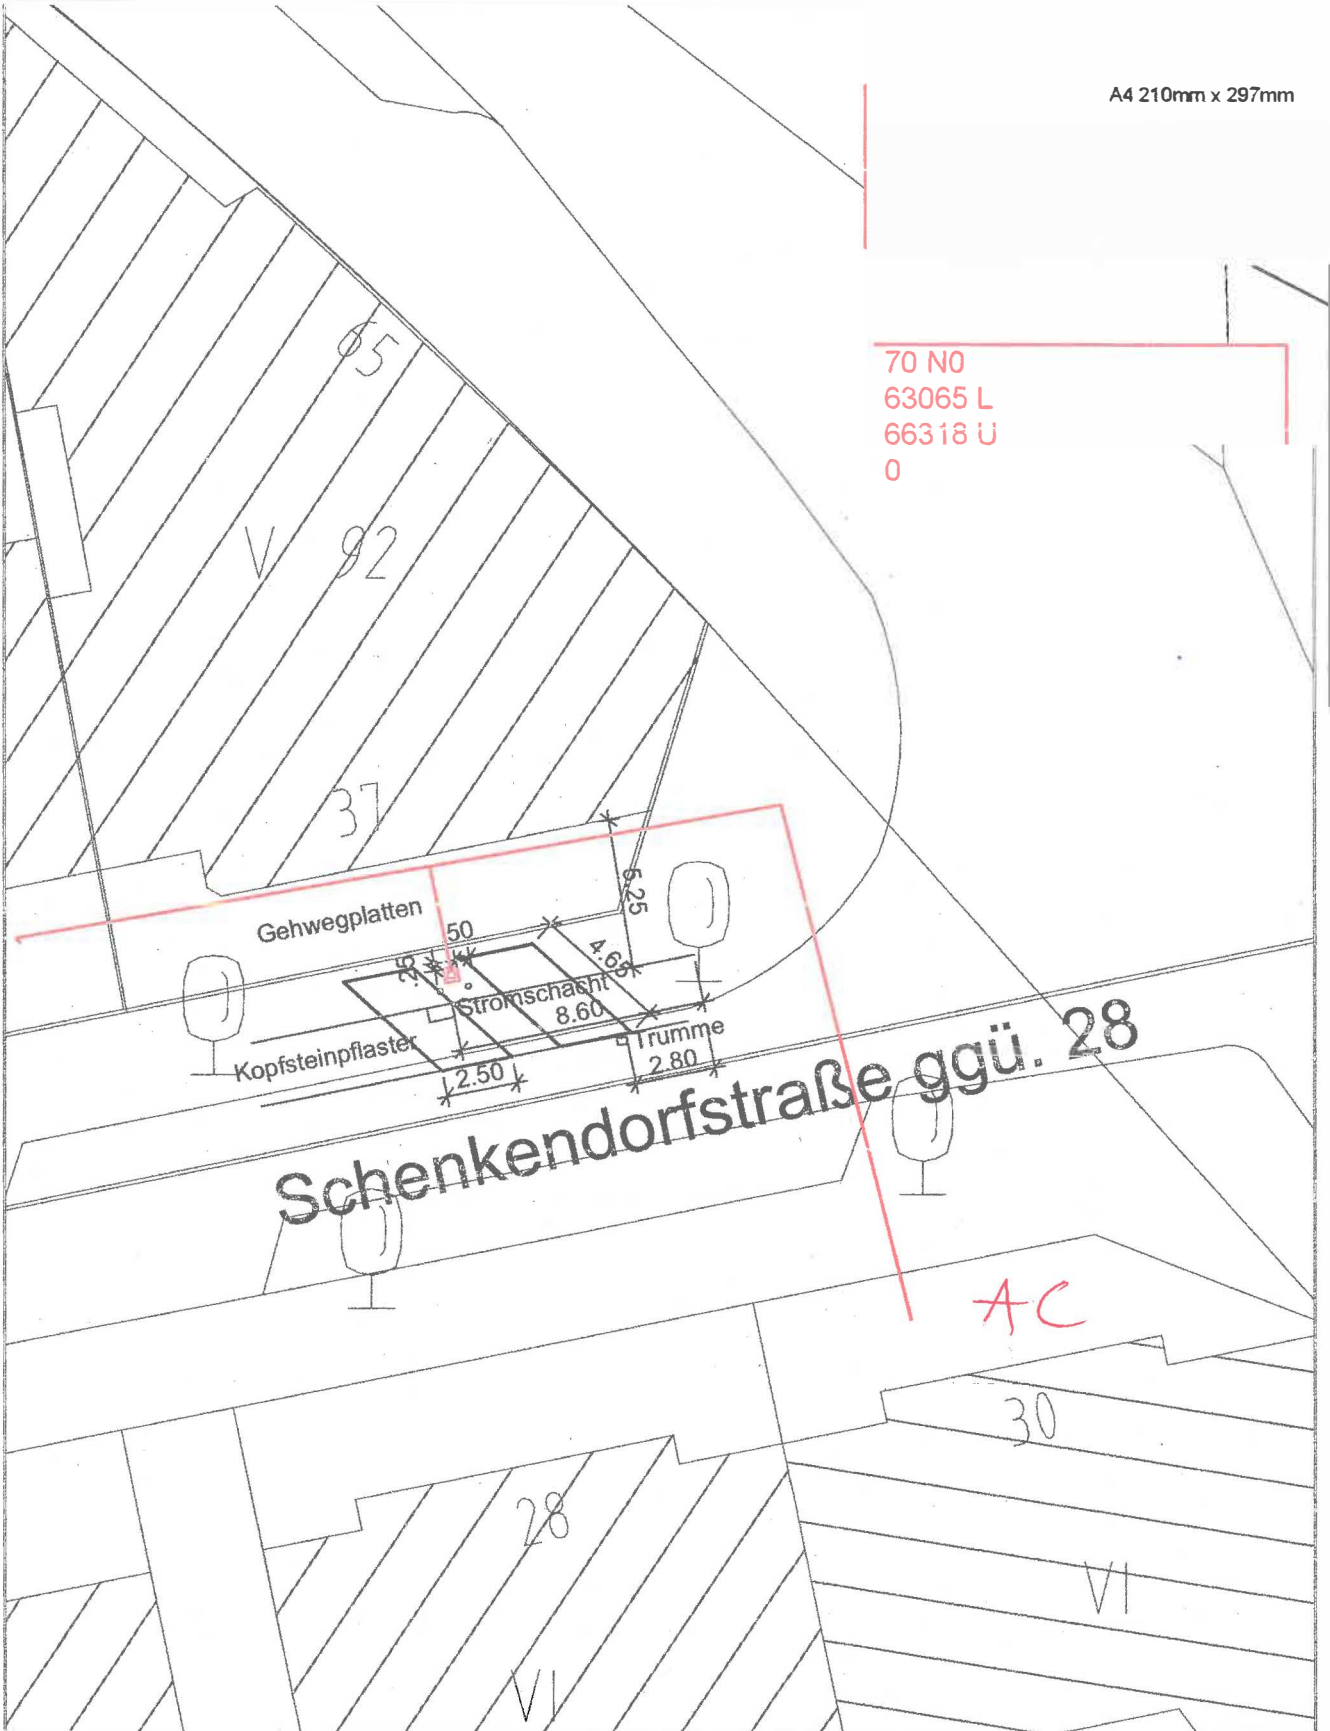 A4 210mm x 297mm
70 N0
63065 L
66318 U
0
65
V 92
37
5.25
Gehwegplatten
50
.25
4.65
Stromschacht
8.60
Kopfsteinpflaster
Trumme
2.80
2.50
Schenkendorfstraße ggü. 28
AC
30
28
VI
VI